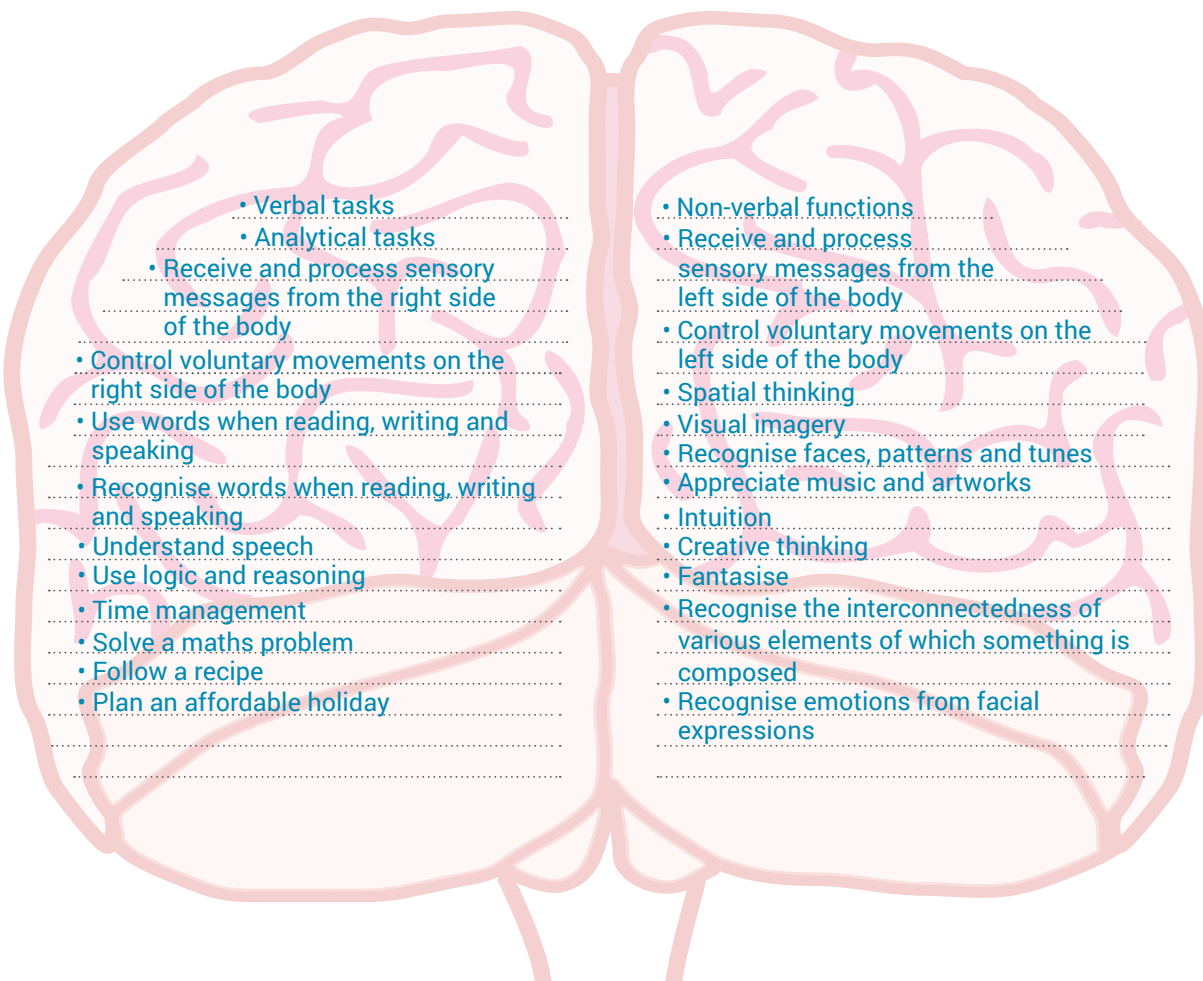 • Verbal tasks
• Analytical tasks
• Receive and process sensory
messages from the right side
of the body
• Control voluntary movements on the
right side of the body
• Use words when reading, writing and
speaking
• Recognise words when reading, writing
and speaking
• Understand speech
• Use logic and reasoning
• Time management
• Solve a maths problem
• Follow a recipe
• Plan an affordable holiday
• Non-verbal functions
• Receive and process
sensory messages from the
left side of the body
• Control voluntary movements on the
left side of the body
• Spatial thinking
• Visual imagery
• Recognise faces, patterns and tunes
• Appreciate music and artworks
• Intuition
• Creative thinking
• Fantasise
• Recognise the interconnectedness of
various elements of which something is
composed
• Recognise emotions from facial
expressions